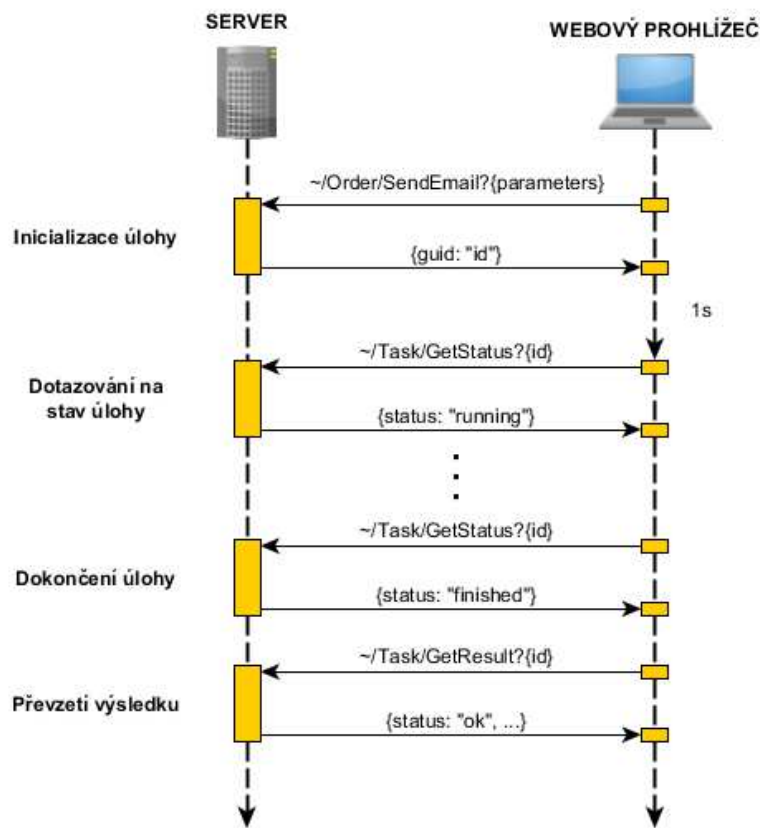 SERVER
WEBOVÝ PROHLÍŽEČ
~/Order/SendEmail?{parameters}
Inicializace úlohy
{guid: "id"}
1s
~/Task/GetStatus?{id}
Dotazování na
stav úlohy
{status: "running"}
~/Task/GetStatus?{id}
Dokončení úlohy
{status: "finished"}
~/Task/GetResult?{id}
Převzetí výsledku
{status: "ok", ...}